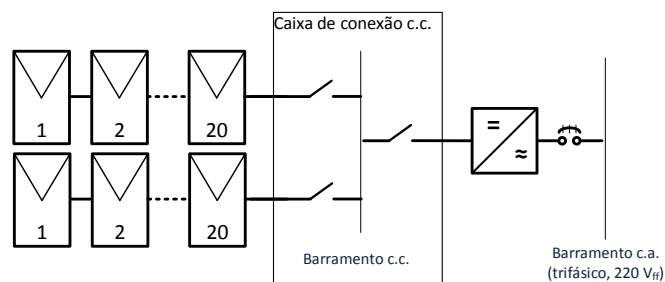 Caixa de conexão c.c.
1 2 20
=
≈
1 2 20
Barramento c.c.
Barramento c.a.
(trifásico, 220 Vff)